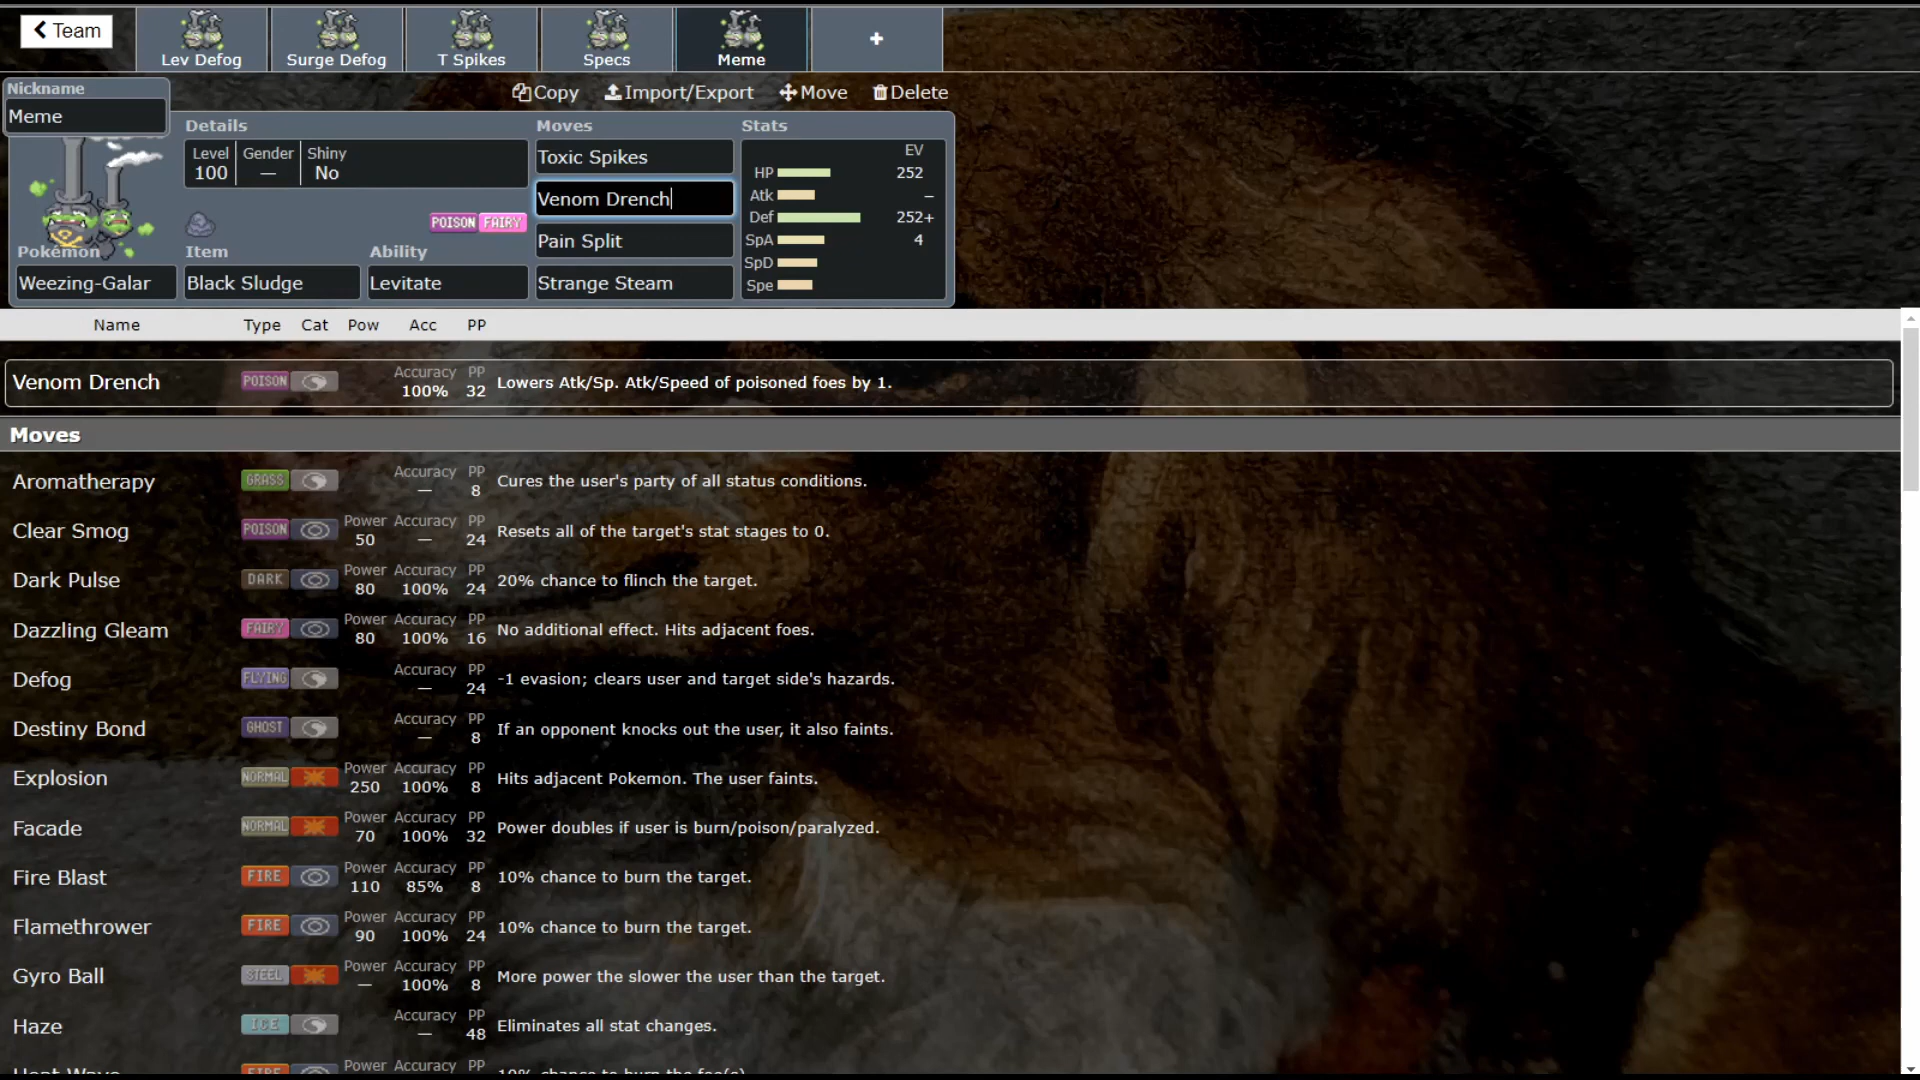 Team
Lev Defog
Surge Defog
T Spikes
Specs
Meme
+
Nickname
Meme
Copy
Import/Export
Move
Delete
Details
Moves
Stats
Level
100
Gender
—
Shiny
No
POISON FAIRY
Pokémon
Weezing-Galar
Item
Black Sludge
Ability
Levitate
Toxic Spikes
Venom Drench
Pain Split
Strange Steam
EV
HP 252
Atk –
Def 252+
SpA 4
SpD
Spe
Name Type Cat Pow Acc PP
Venom Drench POISON Accuracy 100% PP 32 Lowers Atk/Sp. Atk/Speed of poisoned foes by 1.
Moves
Aromatherapy GRASS Accuracy — PP 8 Cures the user's party of all status conditions.
Clear Smog POISON Power 50 Accuracy — PP 24 Resets all of the target's stat stages to 0.
Dark Pulse DARK Power 80 Accuracy 100% PP 24 20% chance to flinch the target.
Dazzling Gleam FAIRY Power 80 Accuracy 100% PP 16 No additional effect. Hits adjacent foes.
Defog FLYING Accuracy — PP 24 -1 evasion; clears user and target side's hazards.
Destiny Bond GHOST Accuracy — PP 8 If an opponent knocks out the user, it also faints.
Explosion NORMAL Power 250 Accuracy 100% PP 8 Hits adjacent Pokemon. The user faints.
Facade NORMAL Power 70 Accuracy 100% PP 32 Power doubles if user is burn/poison/paralyzed.
Fire Blast FIRE Power 110 Accuracy 85% PP 8 10% chance to burn the target.
Flamethrower FIRE Power 90 Accuracy 100% PP 24 10% chance to burn the target.
Gyro Ball STEEL Power — Accuracy 100% PP 8 More power the slower the user than the target.
Haze ICE Accuracy — PP 48 Eliminates all stat changes.
Heat Wave FIRE Power Accuracy PP 10% chance to burn the foe(s).